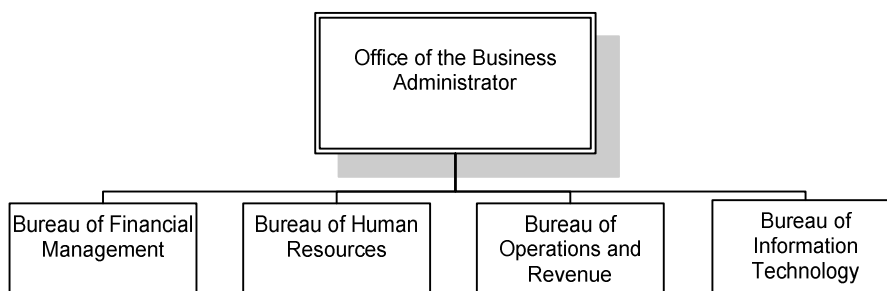 Office of the Business
Administrator
Bureau of Financial
Management
Bureau of Human
Resources
Bureau of
Operations and
Revenue
Bureau of
Information
Technology